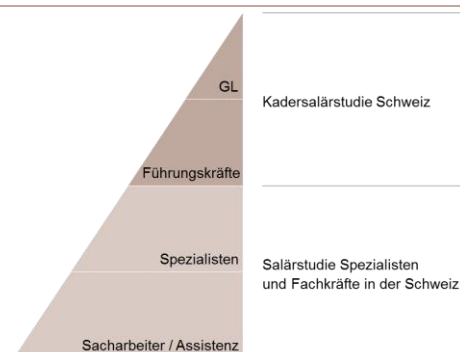 GL
Kadersalärstudie Schweiz
Führungskräfte
Spezialisten
Salärstudie Spezialisten
und Fachkräfte in der Schweiz
Sacharbeiter / Assistenz